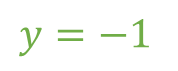 y = −1